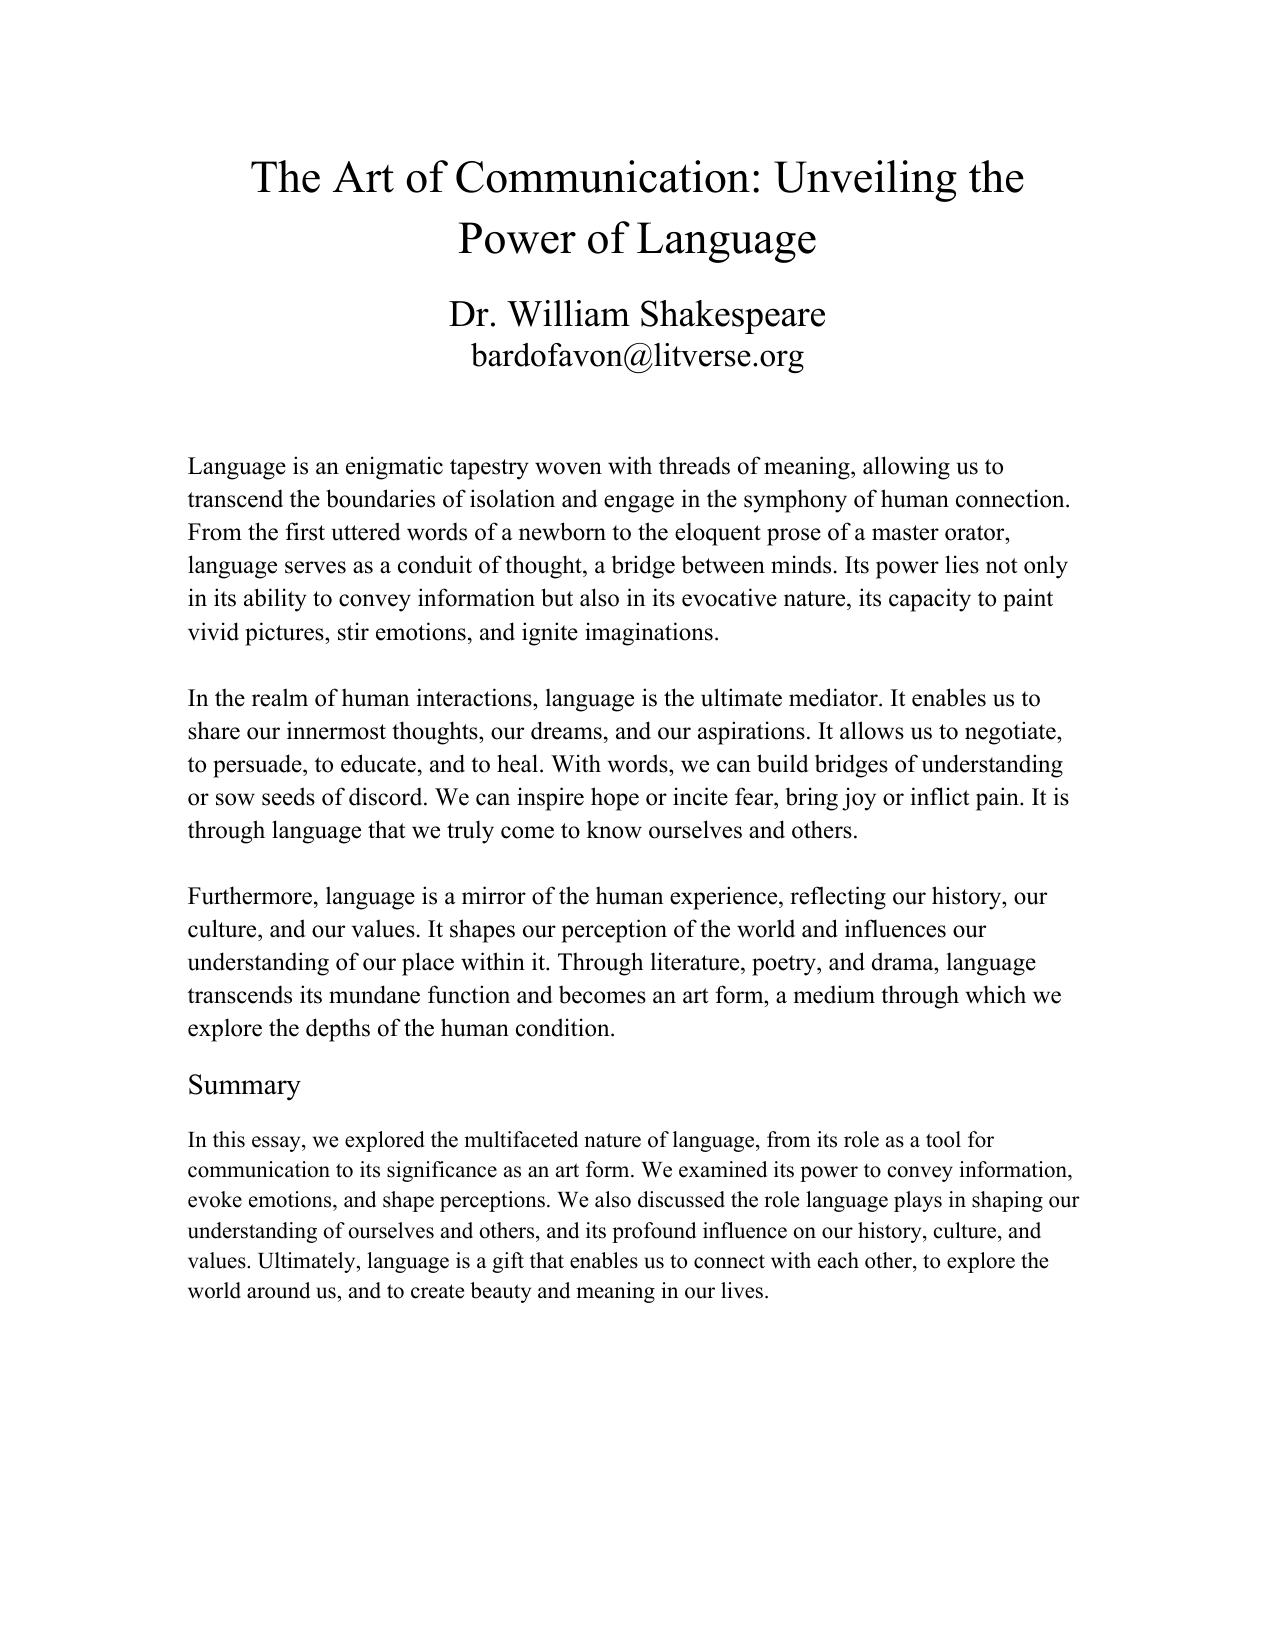 The Art of Communication: Unveiling the
Power of Language
Dr. William Shakespeare
bardofavon@litverse.org
Language is an enigmatic tapestry woven with threads of meaning, allowing us to
transcend the boundaries of isolation and engage in the symphony of human connection.
From the first uttered words of a newborn to the eloquent prose of a master orator,
language serves as a conduit of thought, a bridge between minds. Its power lies not only
in its ability to convey information but also in its evocative nature, its capacity to paint
vivid pictures, stir emotions, and ignite imaginations.
In the realm of human interactions, language is the ultimate mediator. It enables us to
share our innermost thoughts, our dreams, and our aspirations. It allows us to negotiate,
to persuade, to educate, and to heal. With words, we can build bridges of understanding
or sow seeds of discord. We can inspire hope or incite fear, bring joy or inflict pain. It is
through language that we truly come to know ourselves and others.
Furthermore, language is a mirror of the human experience, reflecting our history, our
culture, and our values. It shapes our perception of the world and influences our
understanding of our place within it. Through literature, poetry, and drama, language
transcends its mundane function and becomes an art form, a medium through which we
explore the depths of the human condition.
Summary
In this essay, we explored the multifaceted nature of language, from its role as a tool for
communication to its significance as an art form. We examined its power to convey information,
evoke emotions, and shape perceptions. We also discussed the role language plays in shaping our
understanding of ourselves and others, and its profound influence on our history, culture, and
values. Ultimately, language is a gift that enables us to connect with each other, to explore the
world around us, and to create beauty and meaning in our lives.